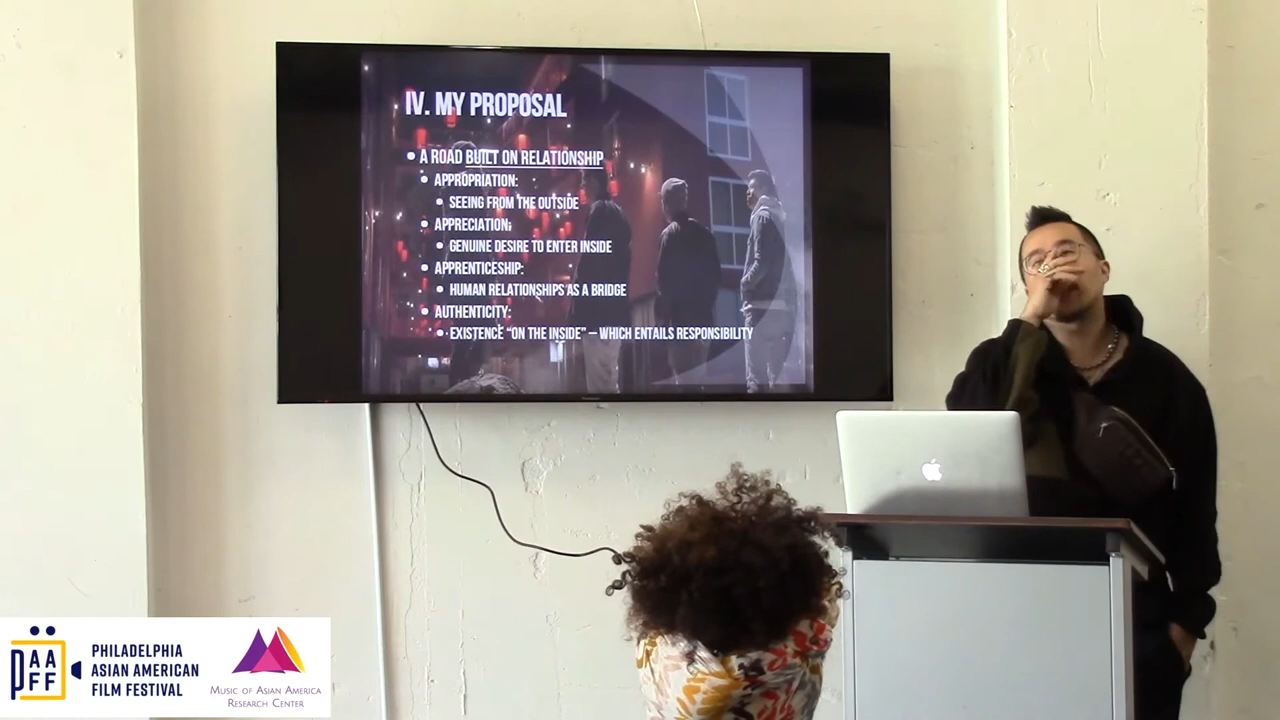 IV. MY PROPOSAL
• A ROAD BUILT ON RELATIONSHIP
• APPROPRIATION:
• SEEING FROM THE OUTSIDE
• APPRECIATION:
• GENUINE DESIRE TO ENTER INSIDE
• APPRENTICESHIP:
• HUMAN RELATIONSHIPS AS A BRIDGE
• AUTHENTICITY:
• EXISTENCE “ON THE INSIDE” – WHICH ENTAILS RESPONSIBILITY
PAAFF
PHILADELPHIA
ASIAN AMERICAN
FILM FESTIVAL
MUSIC OF ASIAN AMERICA
RESEARCH CENTER